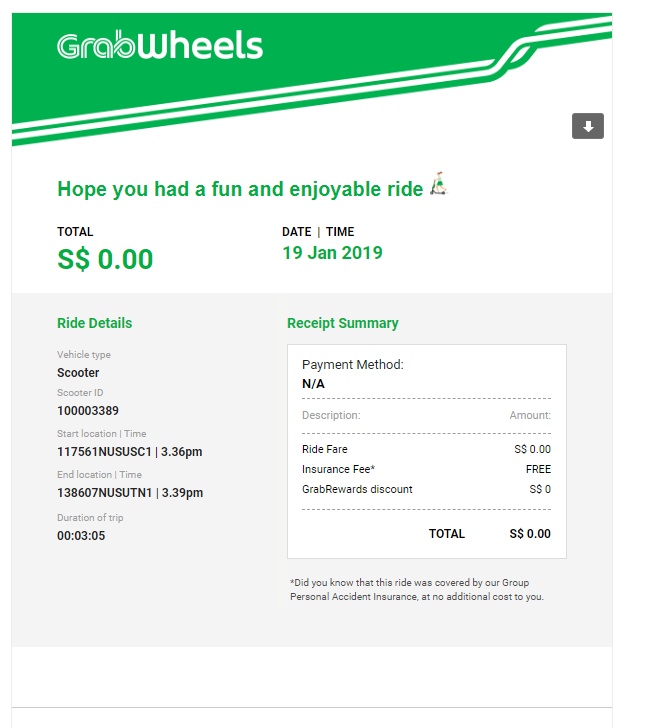 GrabWheels
Hope you had a fun and enjoyable ride
TOTAL
S$ 0.00
DATE | TIME
19 Jan 2019
Ride Details
Vehicle type
Scooter
Scooter ID
100003389
Start location | Time
117561NUSUSC1 | 3.36pm
End location | Time
138607NUSUTN1 | 3.39pm
Duration of trip
00:03:05
Receipt Summary
Payment Method:
N/A
Description: Amount:
Ride Fare S$ 0.00
Insurance Fee* FREE
GrabRewards discount S$ 0
TOTAL S$ 0.00
*Did you know that this ride was covered by our Group
Personal Accident Insurance, at no additional cost to you.